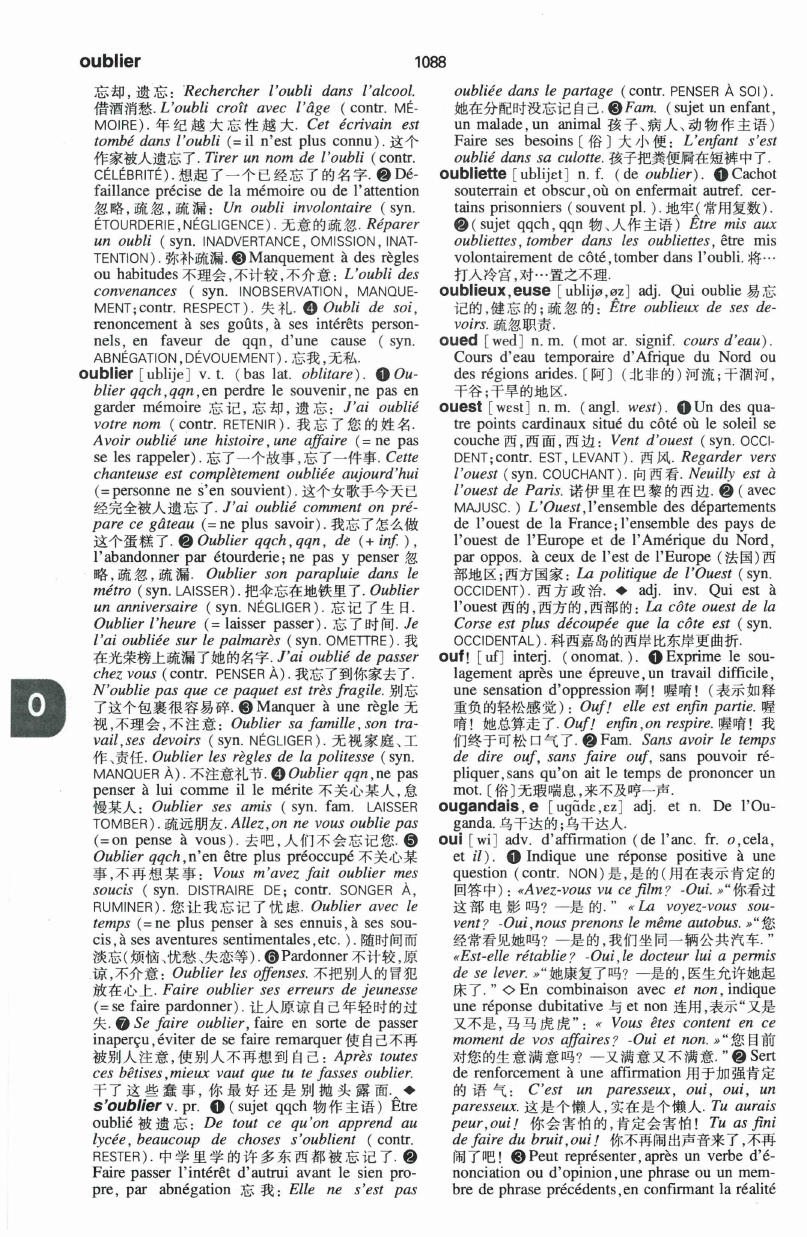 oublier
1088
忘却, 遗忘: Rechercher l'oubli dans l'alcool.
借酒消愁. L'oubli croît avec l'âge ( contr. MÉ-
MOIRE). 年纪越大忘性越大. Cet écrivain est
tombé dans l'oubli (= il n'est plus connu). 这个
作家被人遗忘了. Tirer un nom de l'oubli (contr.
CÉLÉBRITÉ). 想起了一个已经忘了的名字. ❷ Dé-
faillance précise de la mémoire ou de l'attention
忽略, 疏忽, 疏漏: Un oubli involontaire ( syn.
ÉTOURDERIE, NÉGLIGENCE). 无意的疏忽. Réparer
un oubli ( syn. INADVERTANCE, OMISSION, INAT-
TENTION). 弥补疏漏. ❸ Manquement à des règles
ou habitudes 不理会,不计较,不介意: L'oubli des
convenances ( syn. INOBSERVATION, MANQUE-
MENT; contr. RESPECT). 失礼. ❹ Oubli de soi,
renoncement à ses goûts, à ses intérêts person-
nels, en faveur de qqn, d'une cause ( syn.
ABNÉGATION, DÉVOUEMENT). 忘我,无私.
oublier [ ublije] v. t. ( bas lat. oblitare). ❶ Ou-
blier qqch, qqn, en perdre le souvenir, ne pas en
garder mémoire 忘记, 忘却, 遗忘: J'ai oublié
votre nom ( contr. RETENIR). 我忘了您的姓名.
Avoir oublié une histoire, une affaire (= ne pas
se les rappeler). 忘了一个故事,忘了一件事. Cette
chanteuse est complètement oubliée aujourd'hui
(= personne ne s'en souvient). 这个女歌手今天已
经完全被人遗忘了. J'ai oublié comment on pré-
pare ce gâteau (= ne plus savoir). 我忘了怎么做
这个蛋糕了. ❷ Oublier qqch, qqn, de (+ inf. ),
l'abandonner par étourderie; ne pas y penser 忽
略, 疏忽, 疏漏. Oublier son parapluie dans le
métro (syn. LAISSER). 把伞忘在地铁里了. Oublier
un anniversaire ( syn. NÉGLIGER). 忘记了生日.
Oublier l'heure (= laisser passer). 忘了时间. Je
l'ai oubliée sur le palmarès (syn. OMETTRE). 我
在光荣榜上疏漏了她的名字. J'ai oublié de passer
chez vous (contr. PENSER À). 我忘了到你家去了.
N'oublie pas que ce paquet est très fragile. 别忘
了这个包裹很容易碎. ❸ Manquer à une règle 无
视,不理会,不注意: Oublier sa famille, son tra-
vail, ses devoirs ( syn. NÉGLIGER). 无视家庭、工
作、责任. Oublier les règles de la politesse (syn.
MANQUER À). 不注意礼节. ❹ Oublier qqn, ne pas
penser à lui comme il le mérite 不关心某人,怠
慢某人: Oublier ses amis ( syn. fam. LAISSER
TOMBER). 疏远朋友. Allez, on ne vous oublie pas
(= on pense à vous). 去吧,人们不会忘记您. ❺
Oublier qqch, n'en être plus préoccupé 不关心某
事,不再想某事: Vous m'avez fait oublier mes
soucis ( syn. DISTRAIRE DE; contr. SONGER À,
RUMINER). 您让我忘记了忧虑. Oublier avec le
temps (= ne plus penser à ses ennuis, à ses sou-
cis, à ses aventures sentimentales, etc. ). 随时间而
淡忘(烦恼、忧愁、失恋等). ❻ Pardonner 不计较,原
谅,不介意: Oublier les offenses. 不把别人的冒犯
放在心上. Faire oublier ses erreurs de jeunesse
(= se faire pardonner). 让人原谅自己年轻时的过
失. ❼ Se faire oublier, faire en sorte de passer
inaperçu, éviter de se faire remarquer 使自己不再
被别人注意, 使别人不再想到自己: Après toutes
ces bêtises, mieux vaut que tu te fasses oublier.
干了这些蠢事, 你最好还是别抛头露面. ◆
s'oublier v. pr. ❶ ( sujet qqch 物作主语) Être
oublié 被遗忘: De tout ce qu'on apprend au
lycée, beaucoup de choses s'oublient ( contr.
RESTER). 中学里学的许多东西都被忘记了. ❷
Faire passer l'intérêt d'autrui avant le sien pro-
pre, par abnégation 忘我: Elle ne s'est pas
oubliée dans le partage (contr. PENSER À SOI).
她在分配时没忘记自己. ❸ Fam. ( sujet un enfant,
un malade, un animal 孩子、病人、动物作主语)
Faire ses besoins [俗] 大小便: L'enfant s'est
oublié dans sa culotte. 孩子把粪便屙在短裤中了.
oubliette [ ublijet] n. f. ( de oublier). ❶ Cachot
souterrain et obscur, où on enfermait autref. cer-
tains prisonniers (souvent pl. ). 地牢(常用复数).
❷ ( sujet qqch, qqn 物、人作主语) Être mis aux
oubliettes, tomber dans les oubliettes, être mis
volontairement de côté, tomber dans l'oubli. 将…
打入冷宫,对…置之不理.
oublieux, euse [ ublijø, øz] adj. Qui oublie 易忘
记的,健忘的; 疏忽的: Être oublieux de ses de-
voirs. 疏忽职责.
oued [ wed] n. m. ( mot ar. signif. cours d'eau).
Cours d'eau temporaire d'Afrique du Nord ou
des régions arides. [阿] (北非的)河流;干涸河,
干谷;干旱的地区.
ouest [ west] n. m. ( angl. west). ❶ Un des qua-
tre points cardinaux situé du côté où le soleil se
couche 西,西面,西边: Vent d'ouest ( syn. OCCI-
DENT; contr. EST, LEVANT). 西风. Regarder vers
l'ouest (syn. COUCHANT). 向西看. Neuilly est à
l'ouest de Paris. 诺伊里在巴黎的西边. ❷ ( avec
MAJUSC. ) L'Ouest, l'ensemble des départements
de l'ouest de la France; l'ensemble des pays de
l'ouest de l'Europe et de l'Amérique du Nord,
par oppos. à ceux de l'est de l'Europe (法国)西
部地区;西方国家: La politique de l'Ouest (syn.
OCCIDENT). 西方政治. ◆ adj. inv. Qui est à
l'ouest 西的,西方的,西部的: La côte ouest de la
Corse est plus découpée que la côte est ( syn.
OCCIDENTAL). 科西嘉岛的西岸比东岸更曲折.
ouf! [ uf] interj. ( onomat. ). ❶ Exprime le sou-
lagement après une épreuve, un travail difficile,
une sensation d'oppression 啊! 喔唷! (表示如释
重负的轻松感觉): Ouf! elle est enfin partie. 喔
唷! 她总算走了. Ouf! enfin, on respire. 喔唷! 我
们终于可松口气了. ❷ Fam. Sans avoir le temps
de dire ouf, sans faire ouf, sans pouvoir ré-
pliquer, sans qu'on ait le temps de prononcer un
mot. [俗]无暇喘息,来不及哼一声.
ougandais, e [ ugɑ̃dɛ, ɛz] adj. et n. De l'Ou-
ganda. 乌干达的;乌干达人.
oui [ wi] adv. d'affirmation (de l'anc. fr. o, cela,
et il). ❶ Indique une réponse positive à une
question (contr. NON) 是,是的(用在表示肯定的
回答中): «Avez-vous vu ce film? -Oui. »“你看过
这部电影吗? —是的.” « La voyez-vous sou-
vent? -Oui, nous prenons le même autobus. »“您
经常看见她吗? —是的,我们坐同一辆公共汽车.”
«Est-elle rétablie? -Oui, le docteur lui a permis
de se lever. »“她康复了吗? —是的,医生允许她起
床了.” ◇ En combinaison avec et non, indique
une réponse dubitative 与 et non 连用,表示“又是
又不是, 马马虎虎”: « Vous êtes content en ce
moment de vos affaires? -Oui et non. »“您目前
对您的生意满意吗? —又满意又不满意.” ❷ Sert
de renforcement à une affirmation 用于加强肯定
的语气: C'est un paresseux, oui, oui, un
paresseux. 这是个懒人,实在是个懒人. Tu aurais
peur, oui! 你会害怕的,肯定会害怕! Tu as fini
de faire du bruit, oui! 你不再闹出声音来了,不再
闹了吧! ❸ Peut représenter, après un verbe d'é-
nonciation ou d'opinion, une phrase ou un mem-
bre de phrase précédents, en confirmant la réalité
O